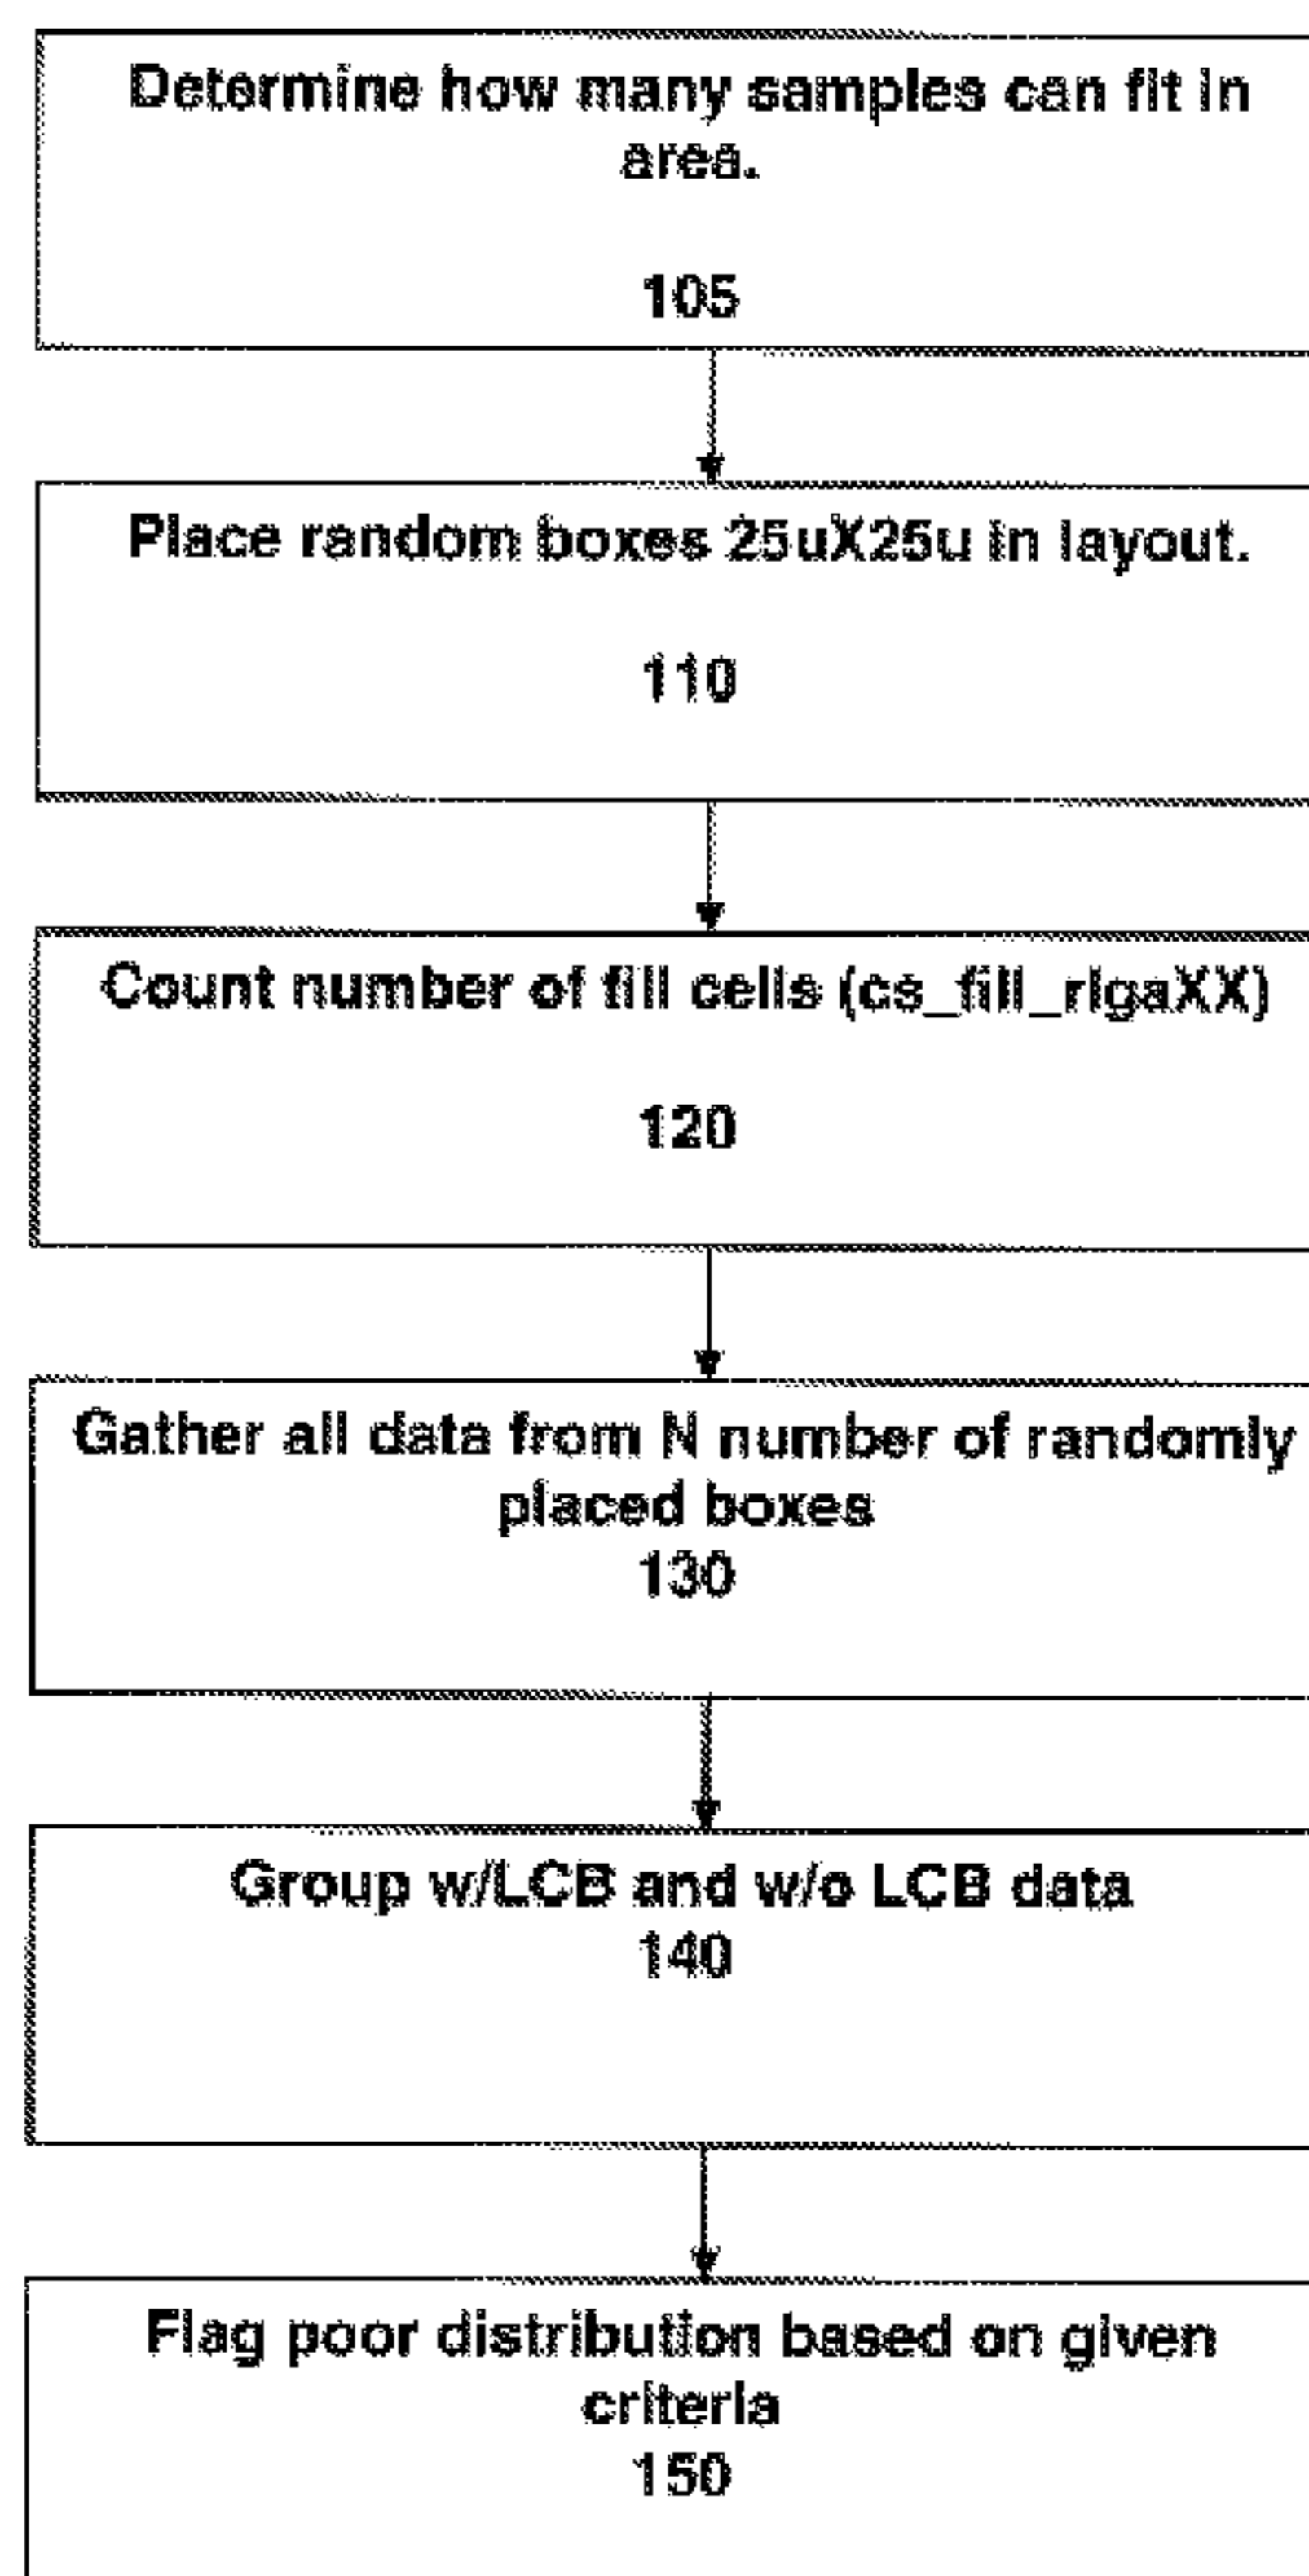 Determine how many samples can fit in
area.
105
Place random boxes 25uX25u in layout.
110
Count number of fill cells (cs_fill_rlgaXX)
120
Gather all data from N number of randomly
placed boxes
130
Group w/LCB and w/o LCB data
140
Flag poor distribution based on given
criteria
150